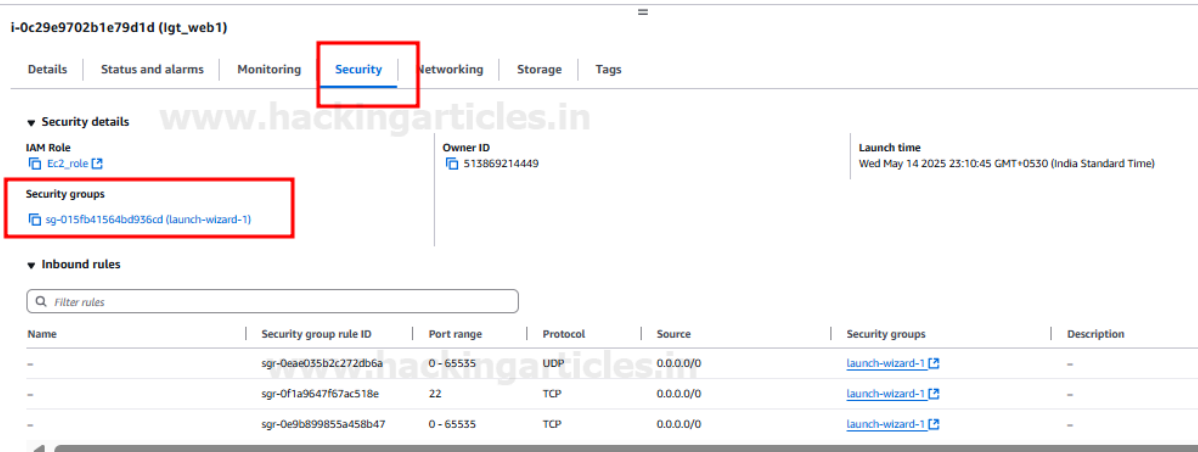 i-0c29e9702b1e79d1d (lgt_web1)
Details Status and alarms Monitoring Security Networking Storage Tags
www.hackingarticles.in
Security details
IAM Role Owner ID Launch time
Ec2_role 513869214449 Wed May 14 2025 23:10:45 GMT+0530 (India Standard Time)
Security groups
sg-015fb41564bd936cd (launch-wizard-1)
Inbound rules
Filter rules
Name Security group rule ID Port range Protocol Source Security groups Description
– sgr-0eae035b2c272db6a 0 - 65535 UDP 0.0.0.0/0 launch-wizard-1 –
www.hackingarticles.in
– sgr-0f1a9647f67ac518e 22 TCP 0.0.0.0/0 launch-wizard-1 –
– sgr-0e9b899855a458b47 0 - 65535 TCP 0.0.0.0/0 launch-wizard-1 –